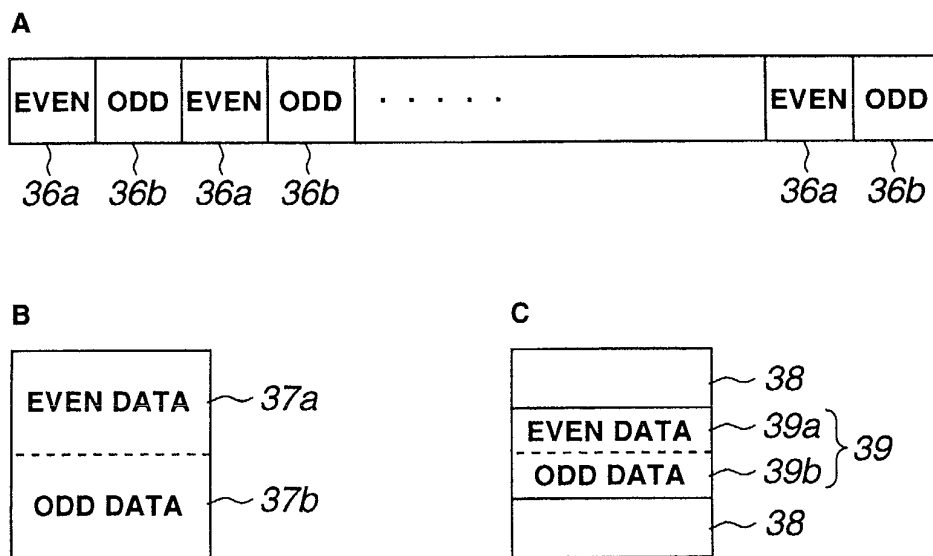 A
EVEN ODD EVEN ODD . . . . . EVEN ODD
36a 36b 36a 36b 36a 36b
B C
EVEN DATA 37a
ODD DATA 37b
38
EVEN DATA 39a
ODD DATA 39b
39
38